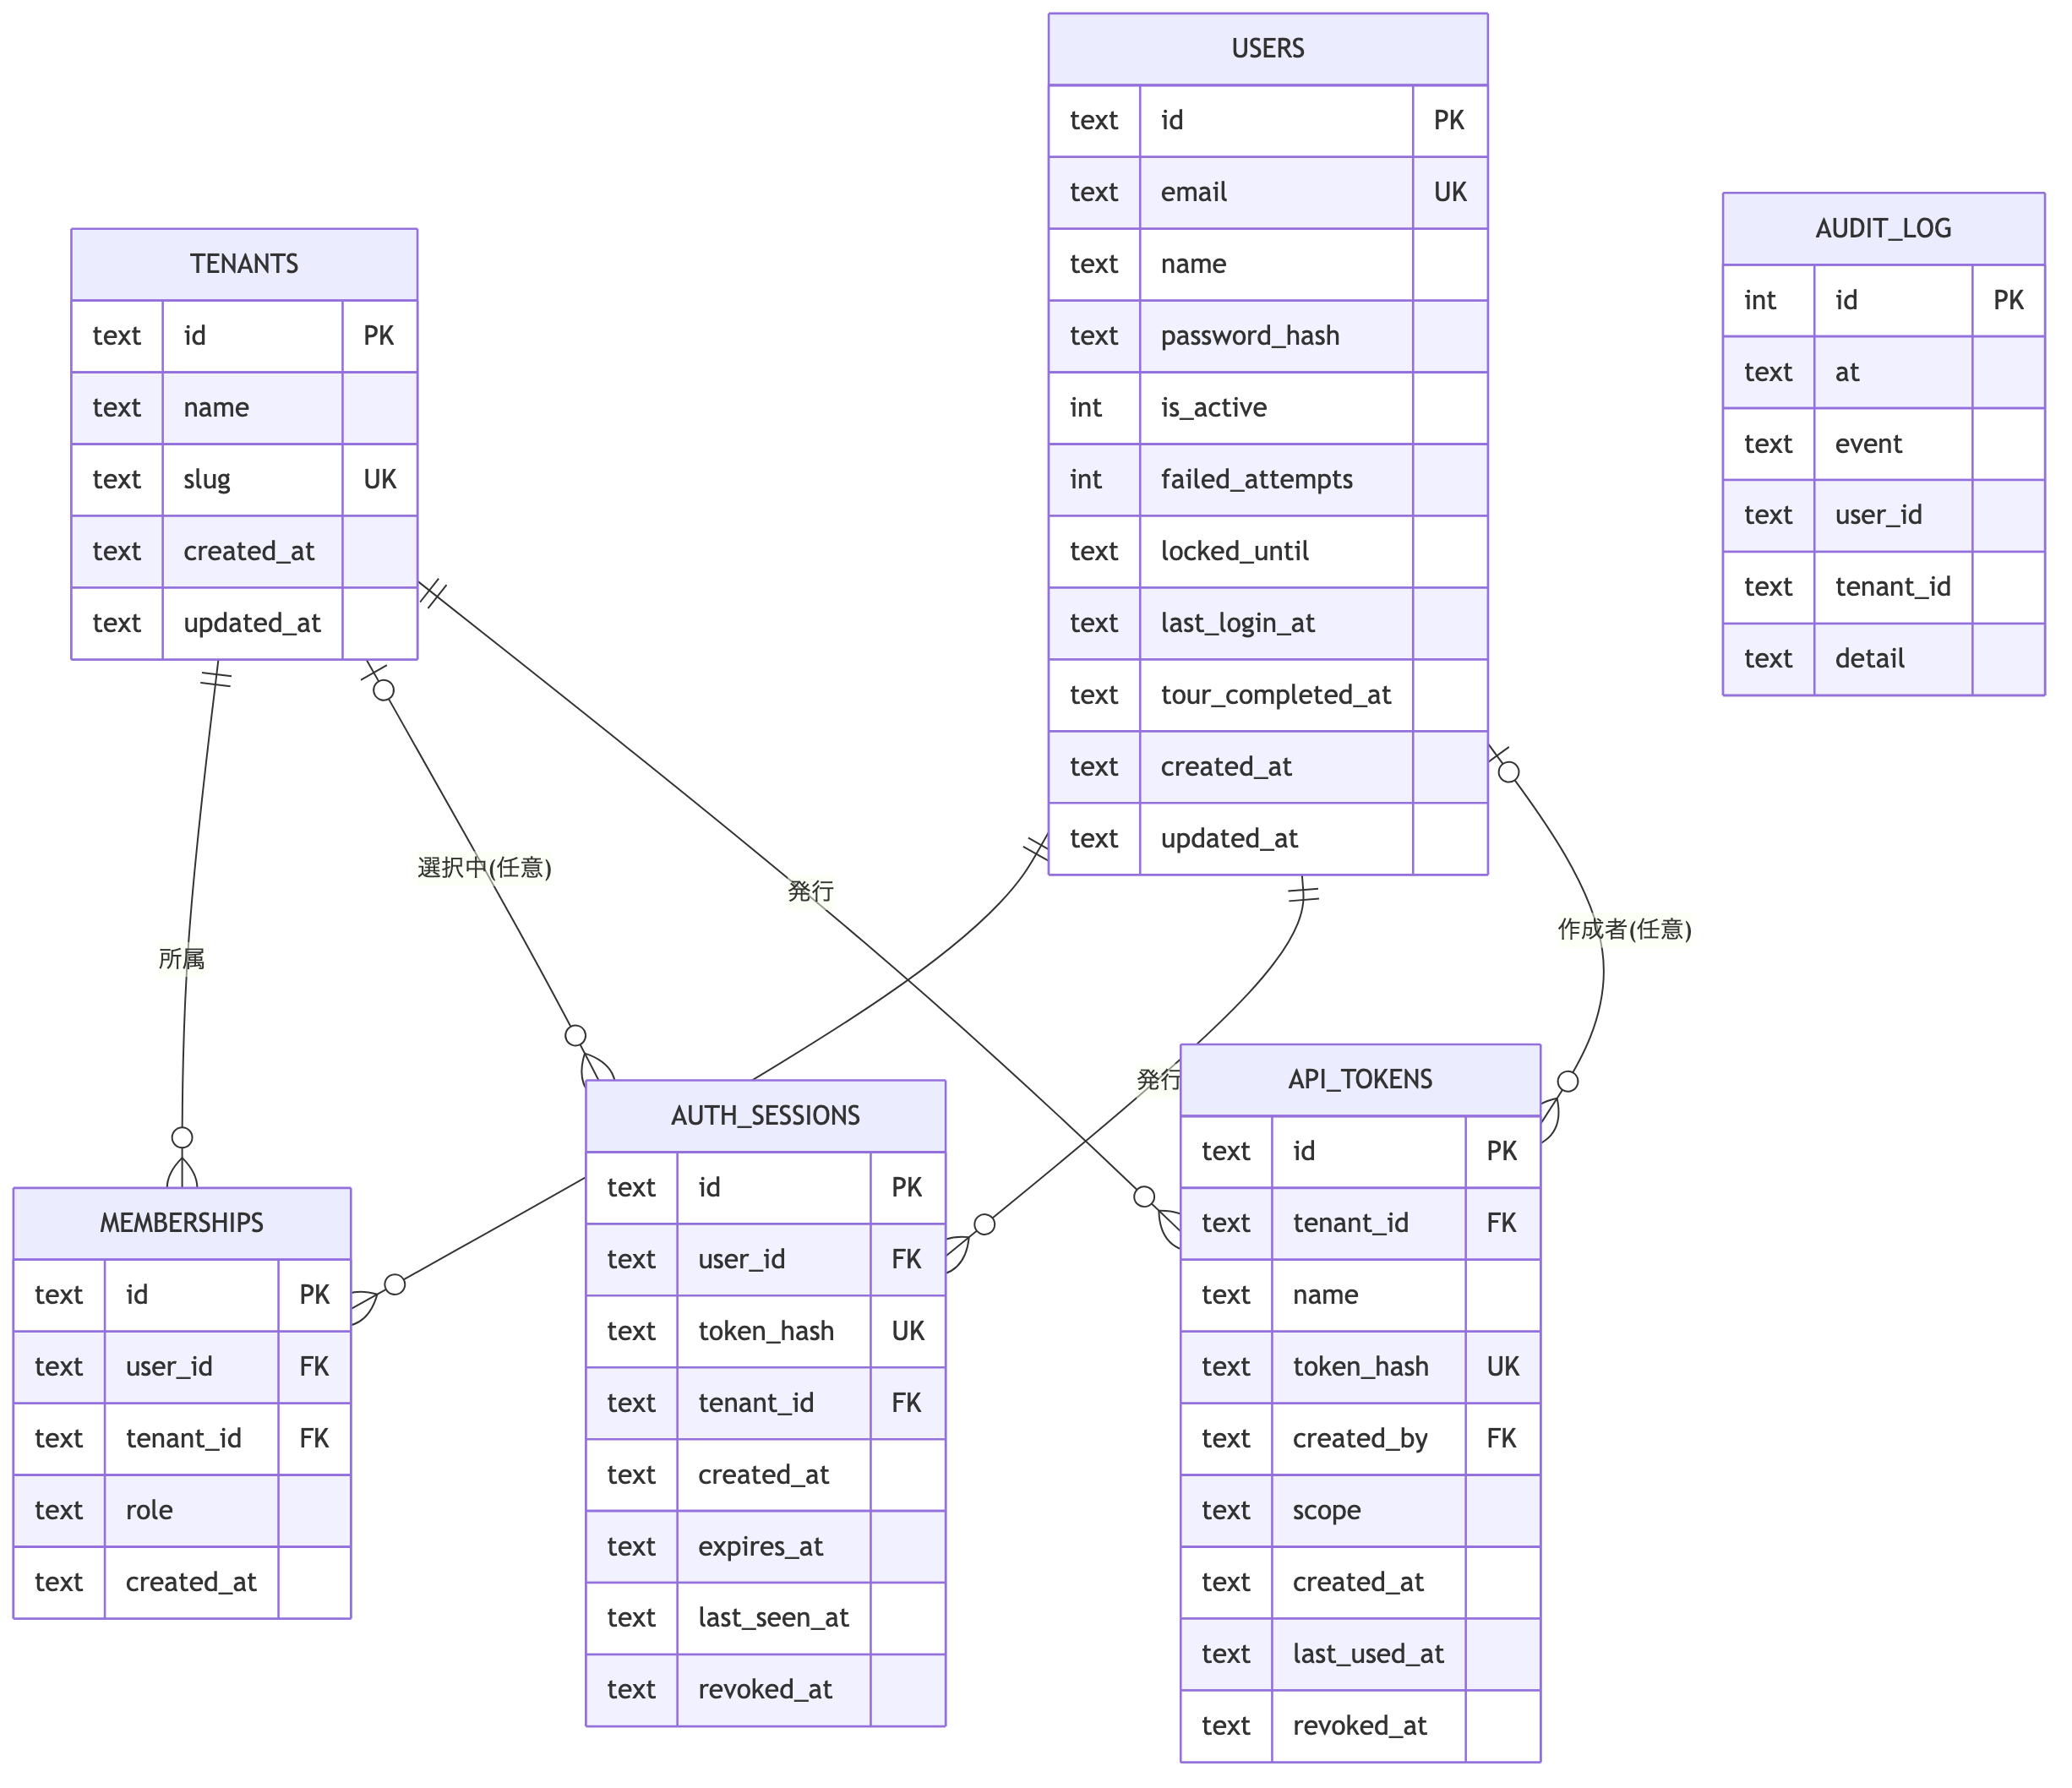 USERS
text id PK
text email UK
text name
text password_hash
int is_active
int failed_attempts
text locked_until
text last_login_at
text tour_completed_at
text created_at
text updated_at
AUDIT_LOG
int id PK
text at
text event
text user_id
text tenant_id
text detail
TENANTS
text id PK
text name
text slug UK
text created_at
text updated_at
選択中(任意)
発行
作成者(任意)
所属
発行
MEMBERSHIPS
text id PK
text user_id FK
text tenant_id FK
text role
text created_at
AUTH_SESSIONS
text id PK
text user_id FK
text token_hash UK
text tenant_id FK
text created_at
text expires_at
text last_seen_at
text revoked_at
API_TOKENS
text id PK
text tenant_id FK
text name
text token_hash UK
text created_by FK
text scope
text created_at
text last_used_at
text revoked_at